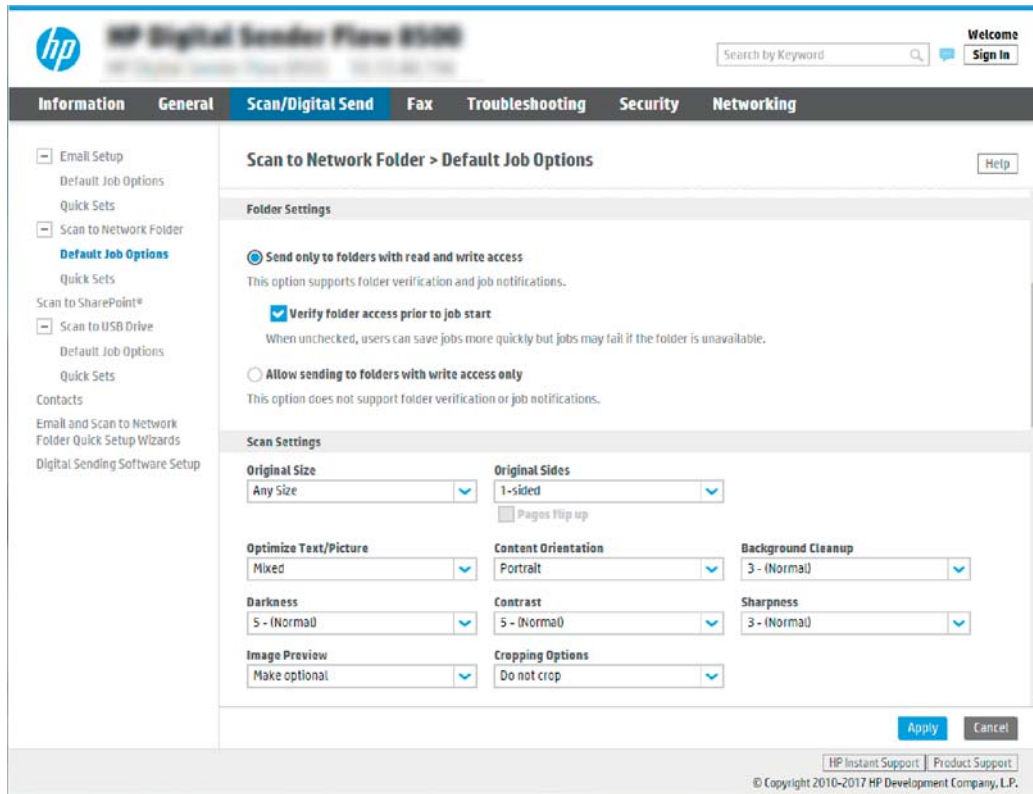 hp
HP Digital Sender Flow 8500
Welcome
Search by Keyword
Sign In
Information General Scan/Digital Send Fax Troubleshooting Security Networking
Email Setup
Default Job Options
Quick Sets
Scan to Network Folder
Default Job Options
Quick Sets
Scan to SharePoint®
Scan to USB Drive
Default Job Options
Quick Sets
Contacts
Email and Scan to Network
Folder Quick Setup Wizards
Digital Sending Software Setup
Scan to Network Folder > Default Job Options
Help
Folder Settings
Send only to folders with read and write access
This option supports folder verification and job notifications.
Verify folder access prior to job start
When unchecked, users can save jobs more quickly but jobs may fail if the folder is unavailable.
Allow sending to folders with write access only
This option does not support folder verification or job notifications.
Scan Settings
Original Size Original Sides
Any Size 1-sided
Pages flip up
Optimize Text/Picture Content Orientation Background Cleanup
Mixed Portrait 3 - (Normal)
Darkness Contrast Sharpness
5 - (Normal) 5 - (Normal) 3 - (Normal)
Image Preview Cropping Options
Make optional Do not crop
Apply Cancel
HP Instant Support Product Support
© Copyright 2010-2017 HP Development Company, L.P.